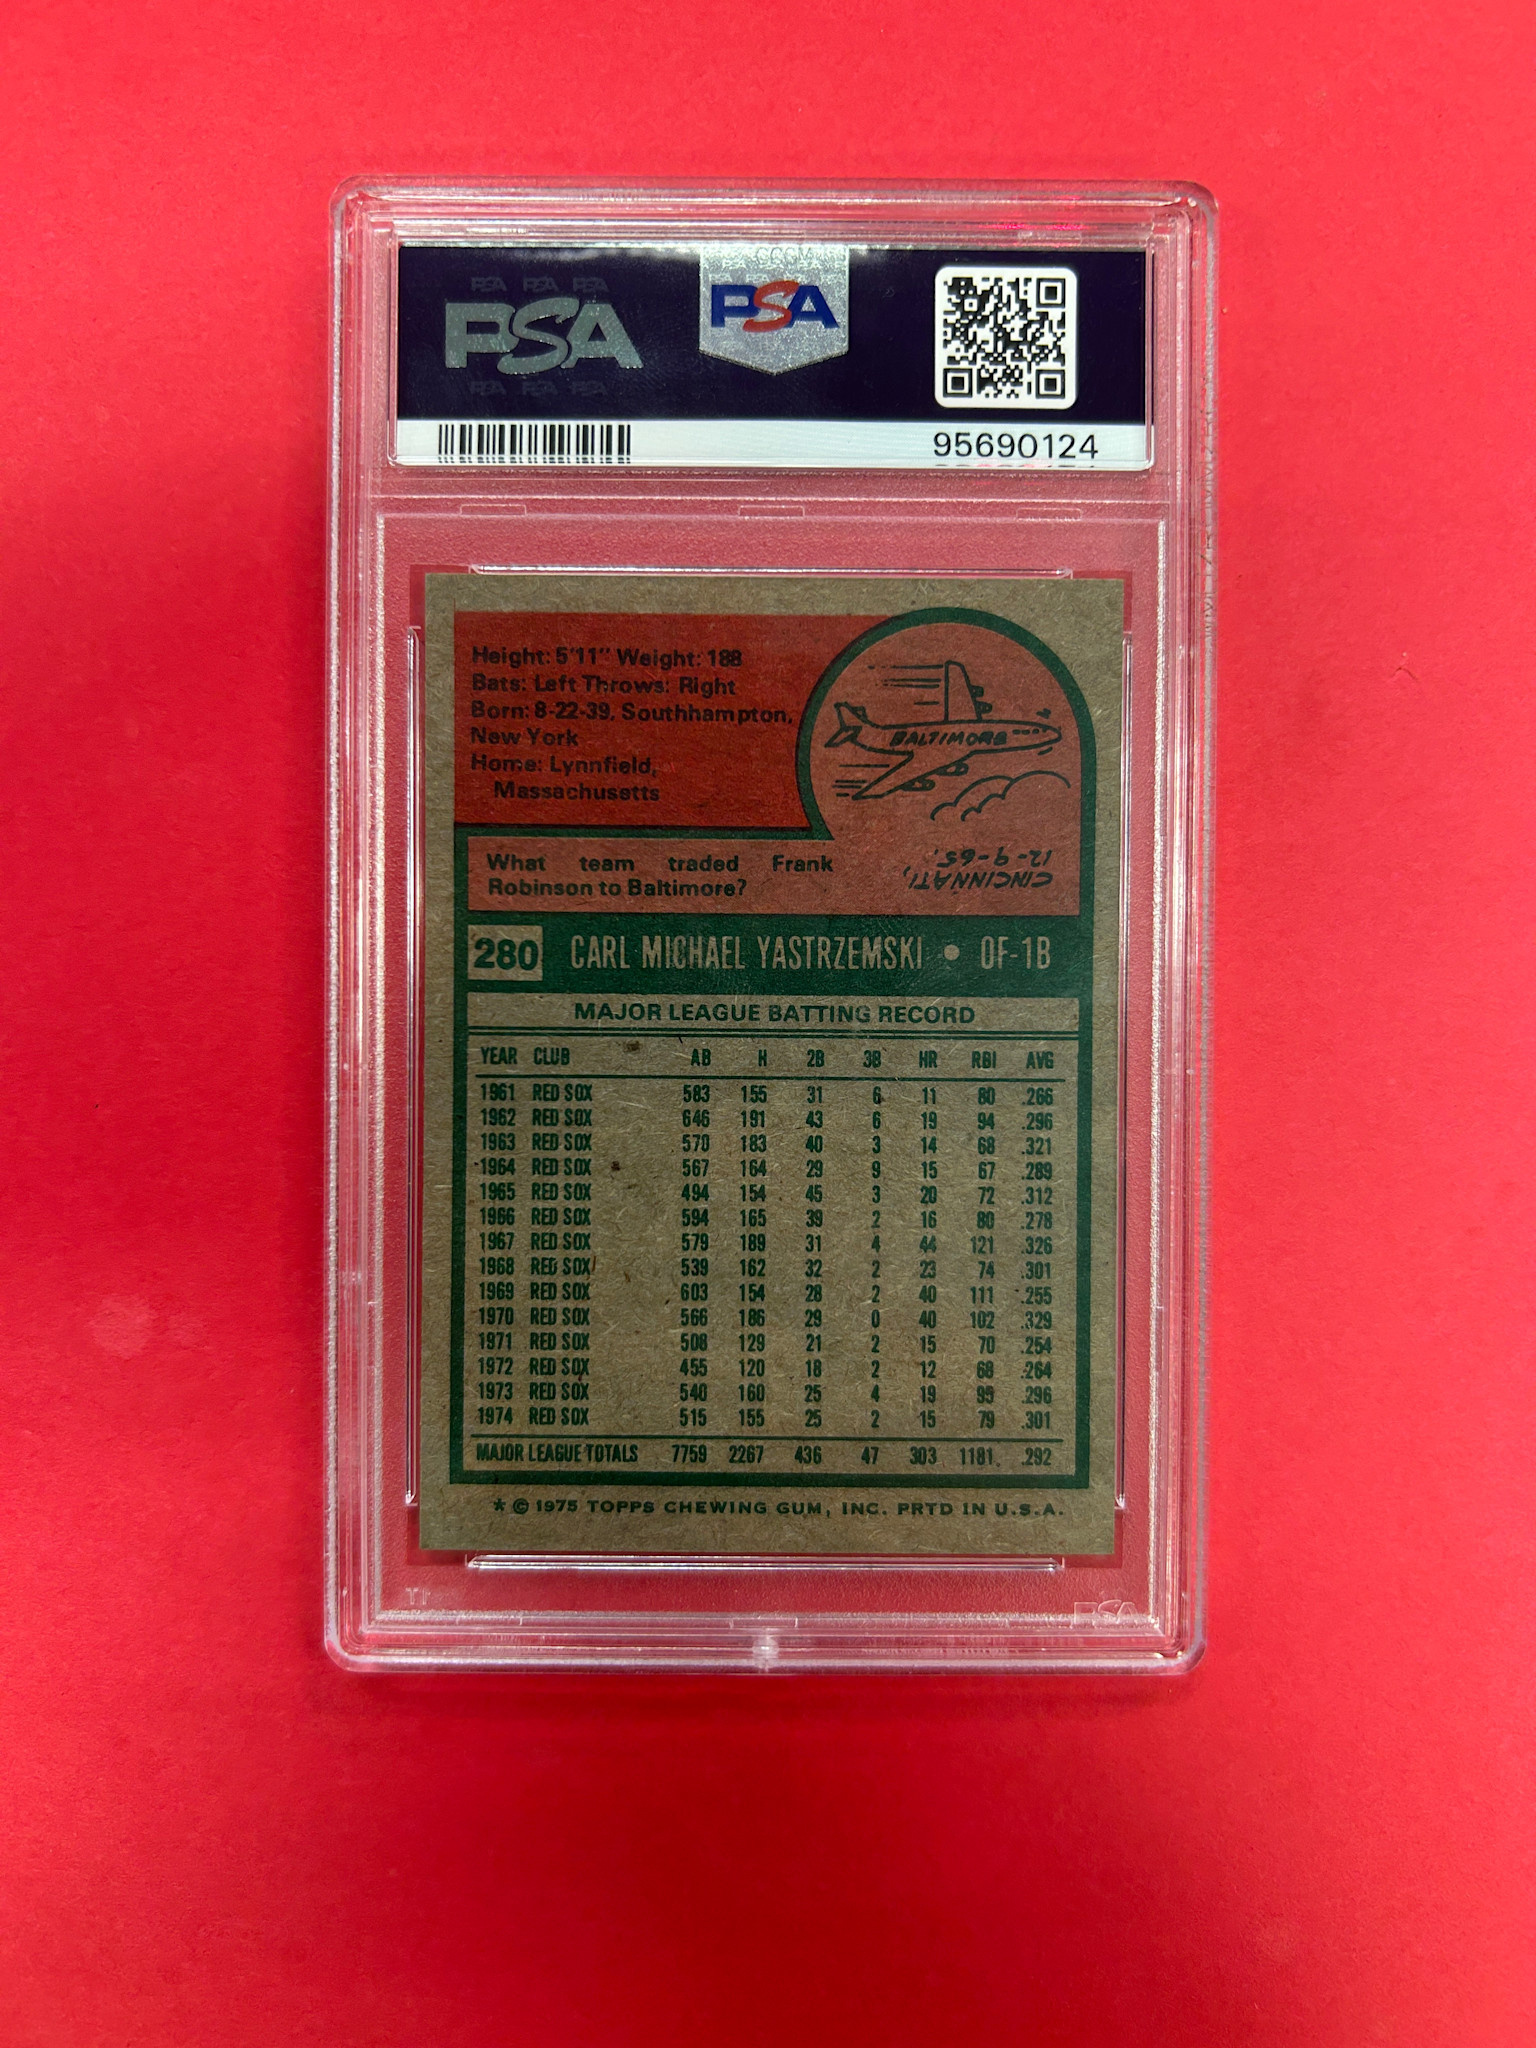 PSA PSA PSA
PSA
PSA PSA PSA
PSA
95690124
Height: 5'11" Weight: 188
Bats: Left Throws: Right
Born: 8-22-39, Southhampton,
New York
Home: Lynnfield,
Massachusetts
BALTIMORE
What team traded Frank
Robinson to Baltimore?
CINCINNATI,
12-9-65.
280 CARL MICHAEL YASTRZEMSKI • OF-1B
MAJOR LEAGUE BATTING RECORD
YEAR CLUB AB H 2B 3B HR RBI AVG
1961 RED SOX 583 155 31 6 11 80 .266
1962 RED SOX 646 191 43 6 19 94 .296
1963 RED SOX 570 183 40 3 14 68 .321
1964 RED SOX 567 164 29 9 15 67 .289
1965 RED SOX 494 154 45 3 20 72 .312
1966 RED SOX 594 165 39 2 16 80 .278
1967 RED SOX 579 189 31 4 44 121 .326
1968 RED SOX 539 162 32 2 23 74 .301
1969 RED SOX 603 154 28 2 40 111 .255
1970 RED SOX 566 186 29 0 40 102 .329
1971 RED SOX 508 129 21 2 15 70 .254
1972 RED SOX 455 120 18 2 12 68 .264
1973 RED SOX 540 160 25 4 19 95 .296
1974 RED SOX 515 155 25 2 15 79 .301
MAJOR LEAGUE TOTALS 7759 2267 436 47 303 1181 .292
* © 1975 TOPPS CHEWING GUM, INC. PRTD IN U.S.A.
PSA